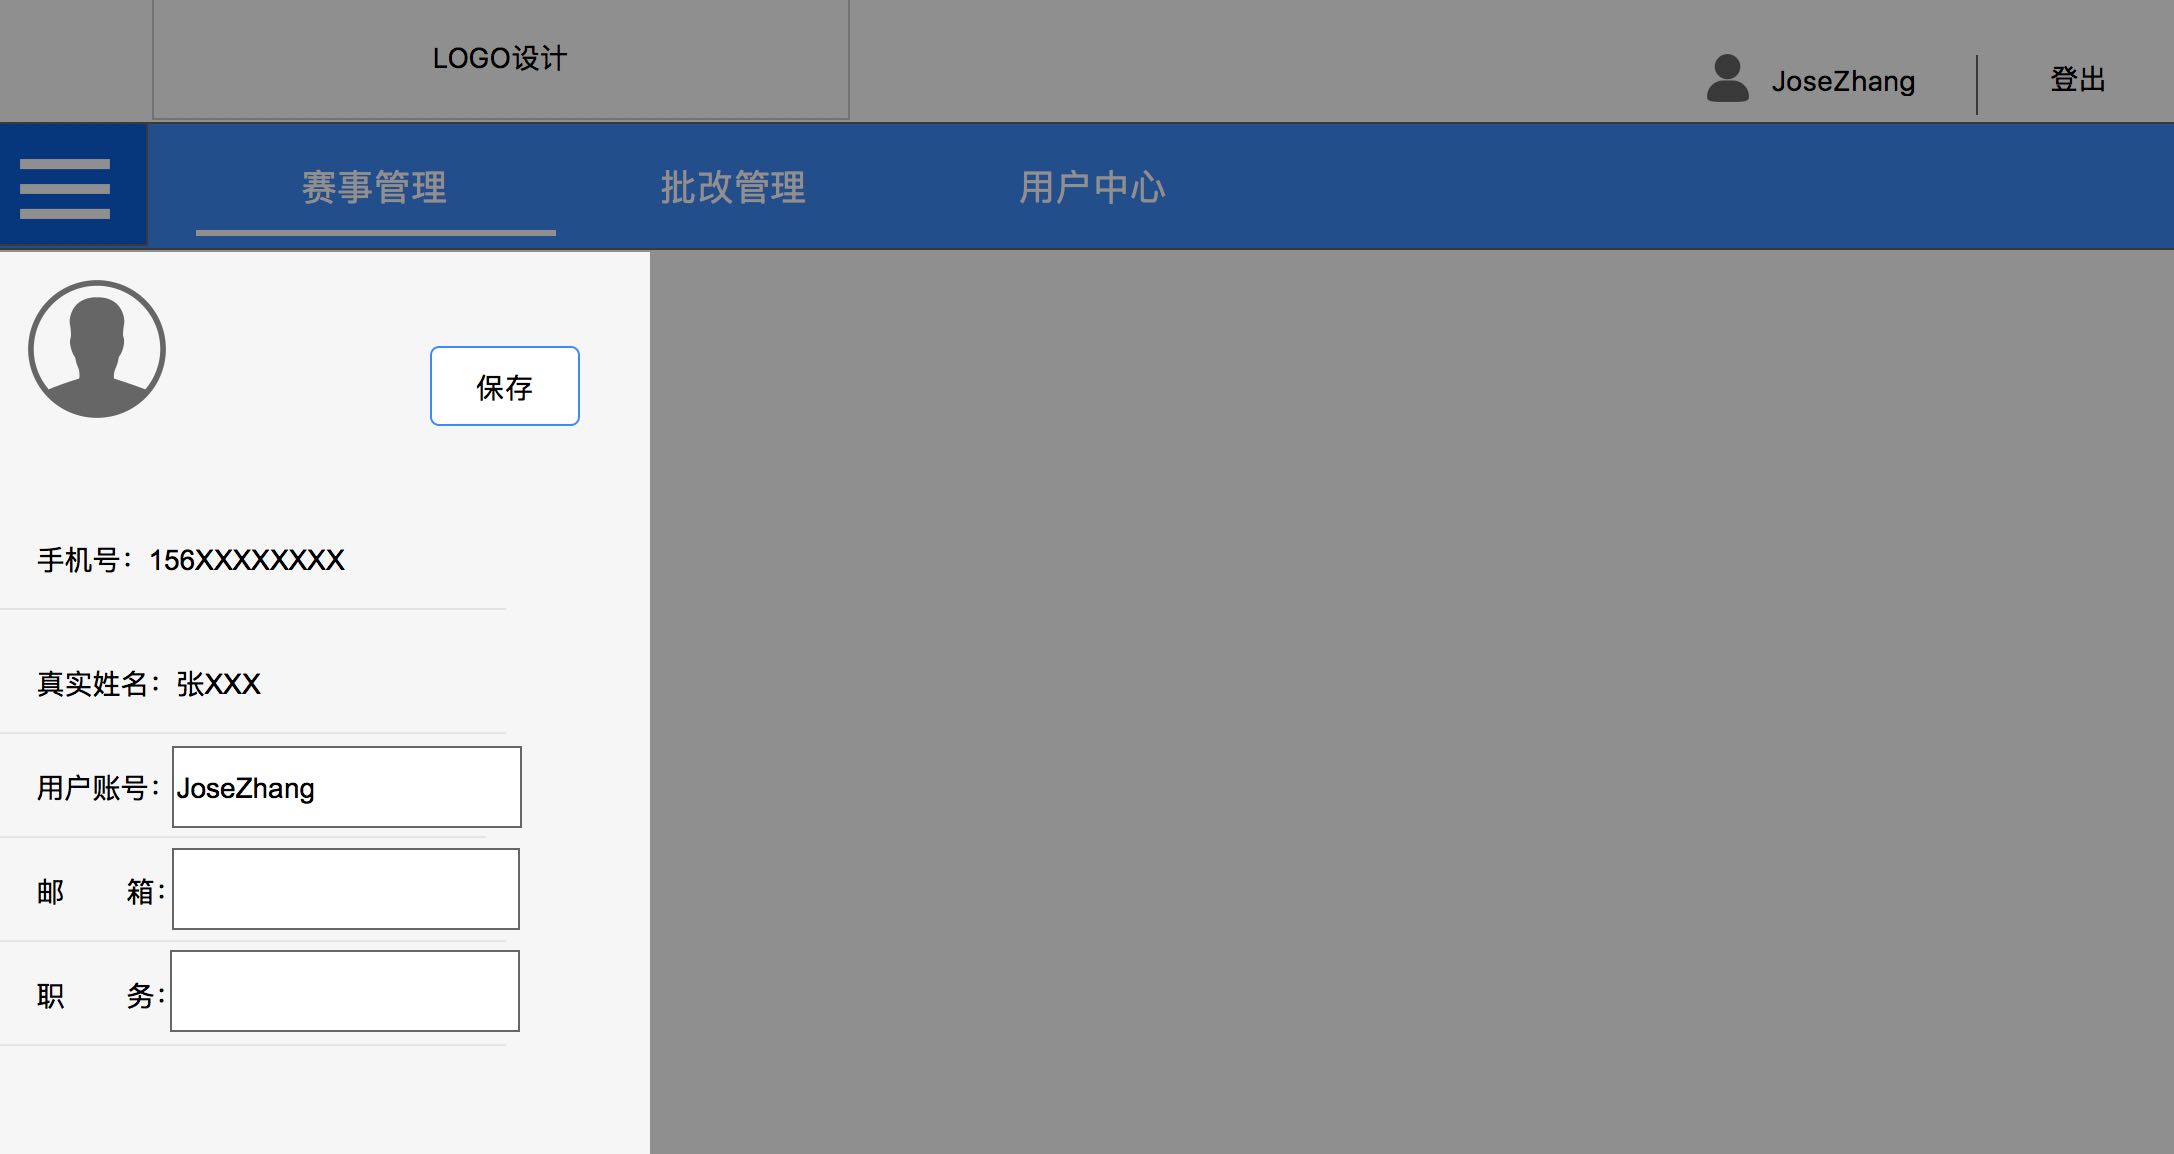 LOGO设计
JoseZhang
登出
赛事管理
批改管理
用户中心
保存
手机号：156XXXXXXXX
真实姓名：张XXX
用户账号：JoseZhang
邮 箱：
职 务：